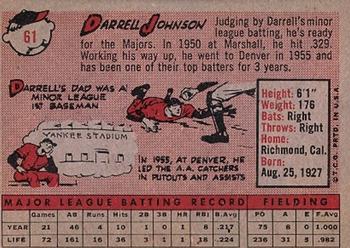 61
DARRELL JOHNSON
Judging by Darrell's minor
league batting, he's ready
for the Majors. In 1950 at Marshall, he hit .329.
Working his way up, he went to Denver in 1955 and has
been one of their top batters for 3 years.
DARRELL'S DAD WAS A
MINOR LEAGUE
1ST BASEMAN
YANKEE STADIUM
IN 1955, AT DENVER, HE
LED THE A.A. CATCHERS
IN PUTOUTS AND ASSISTS
Height: 6'1"
Weight: 176
Bats: Right
Throws: Right
Home:
Richmond, Cal.
Born:
Aug. 25, 1927
© T.C.G. PRTD. IN U.S.A.
MAJOR LEAGUE BATTING RECORD FIELDING
Games AB Runs Hits 2B 3B HR RBI B.Avg. PO A E F.Avg.
YEAR 21 46 4 10 1 0 1 8 .217 75 8 0 1.000
LIFE 72 1 8 .224 236 31 5 .982